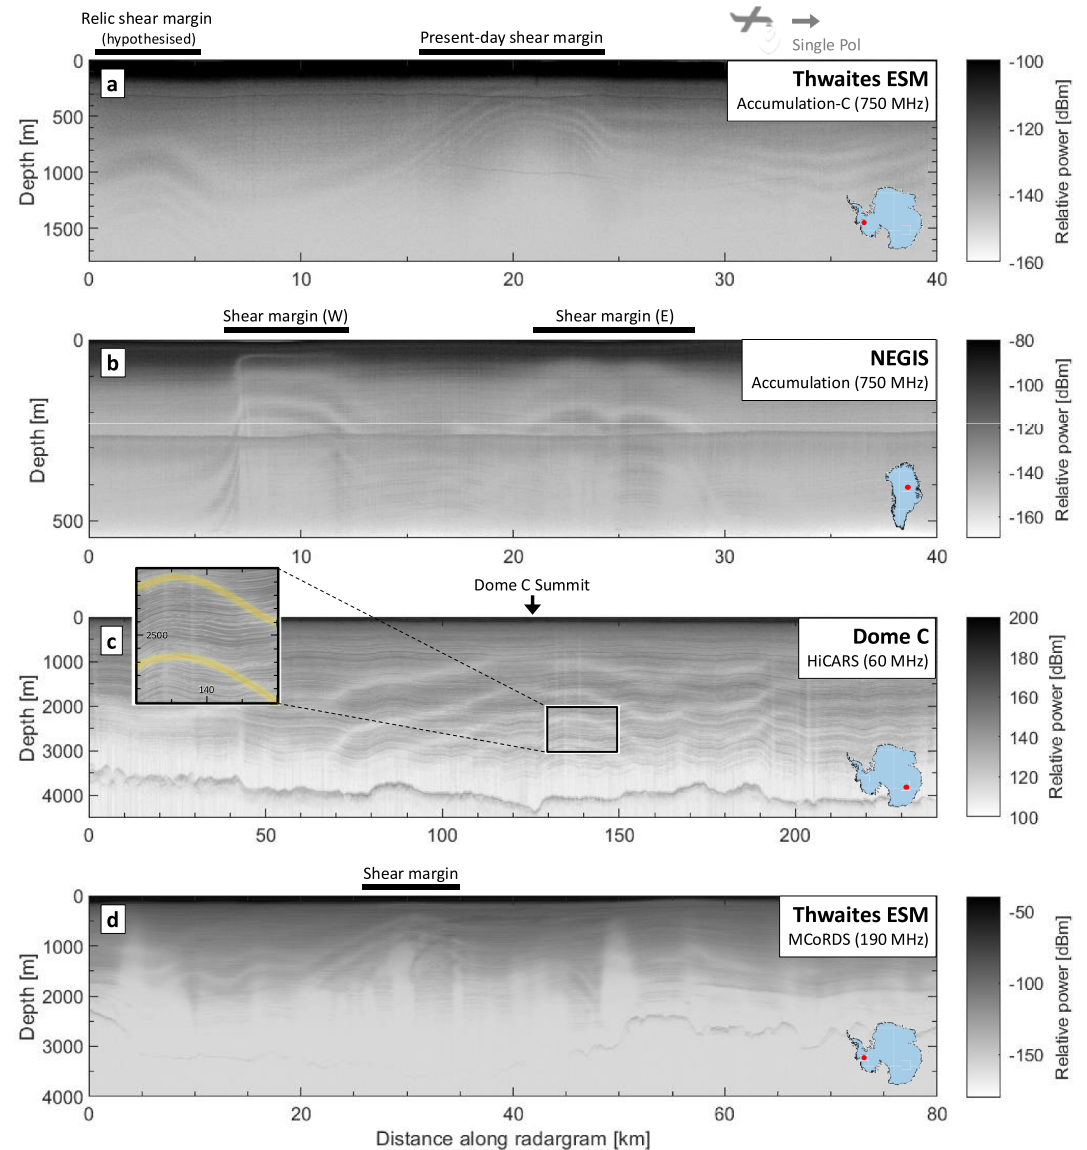 Relic shear margin
(hypothesised)
Present-day shear margin
Single Pol
a
Thwaites ESM
Accumulation-C (750 MHz)
Depth [m]
0
500
1000
1500
0
10
20
30
40
-100
-120
-140
-160
Relative power [dBm]
Shear margin (W)
Shear margin (E)
b
NEGIS
Accumulation (750 MHz)
Depth [m]
0
500
0
10
20
30
40
-80
-100
-120
-140
-160
Relative power [dBm]
Dome C Summit
2500
140
c
Dome C
HiCARS (60 MHz)
Depth [m]
0
1000
2000
3000
4000
0
50
100
150
200
200
180
160
140
120
100
Relative power [dBm]
Shear margin
d
Thwaites ESM
MCoRDS (190 MHz)
Depth [m]
0
1000
2000
3000
4000
0
20
40
60
80
-50
-100
-150
Relative power [dBm]
Distance along radargram [km]